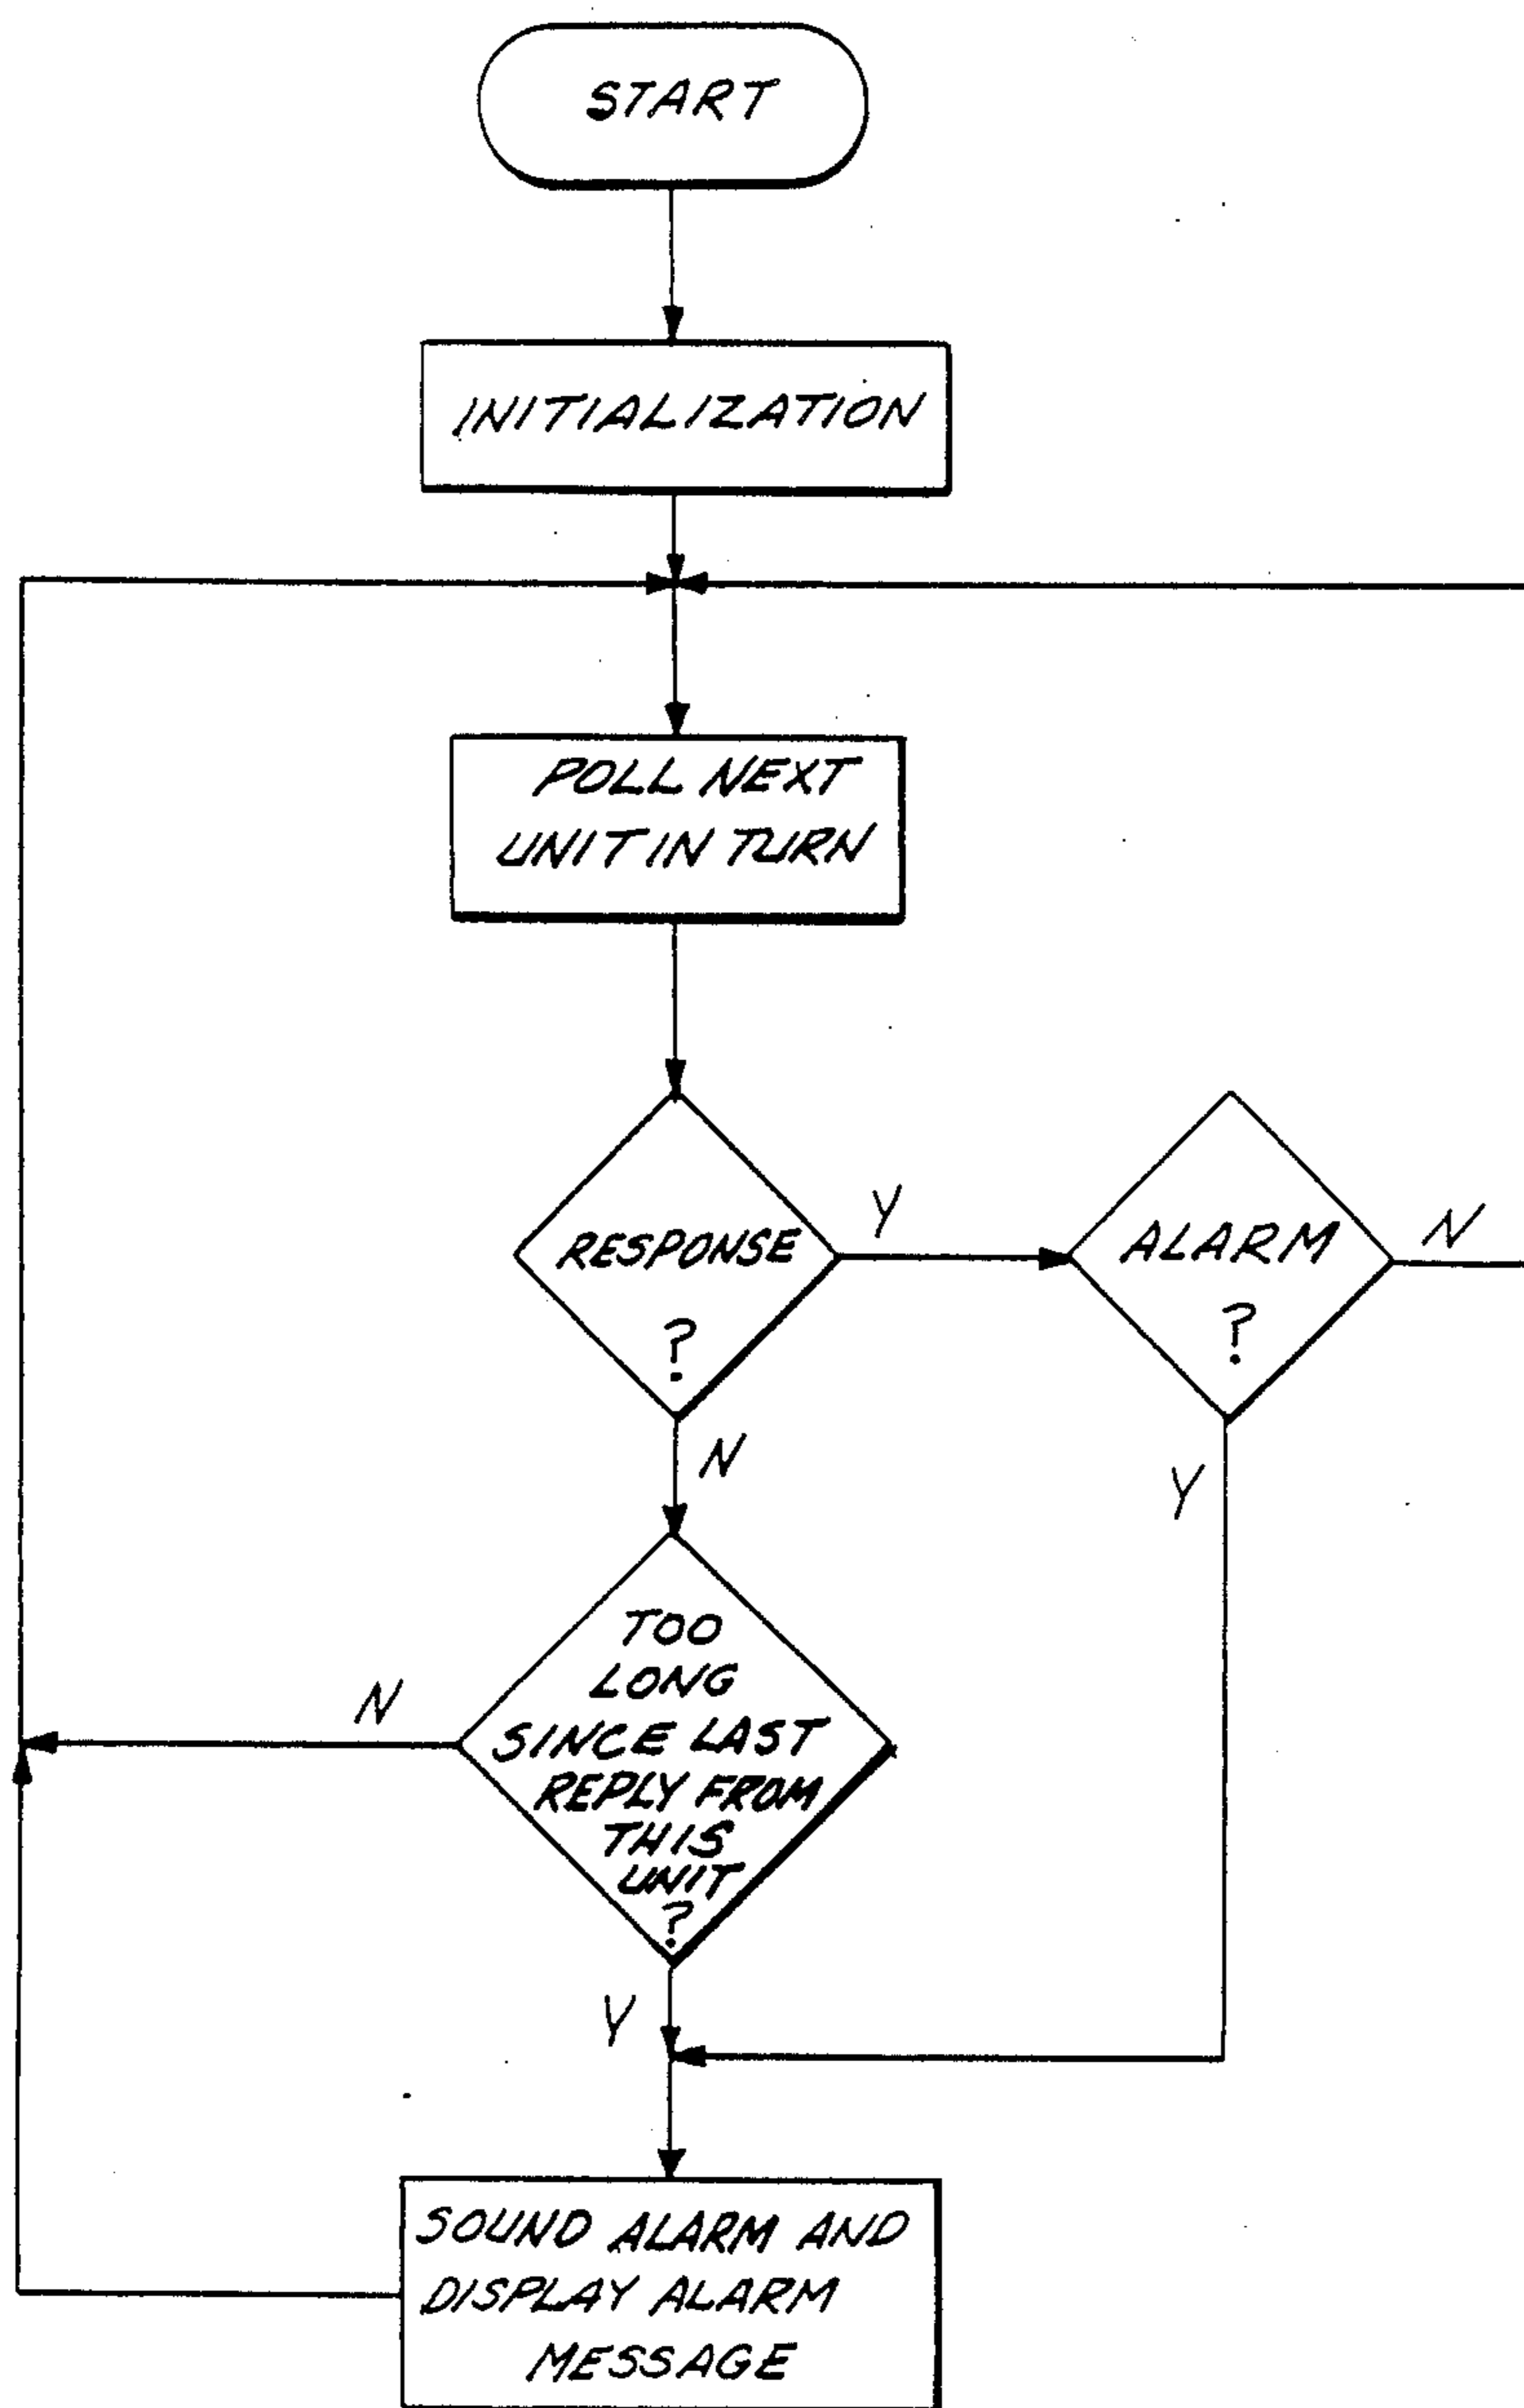 START
INITIALIZATION
POLL NEXT
UNIT IN TURN
RESPONSE
?
Y
ALARM
?
N
N
Y
TOO
LONG
SINCE LAST
REPLY FROM
THIS
UNIT
?
N
Y
SOUND ALARM AND
DISPLAY ALARM
MESSAGE